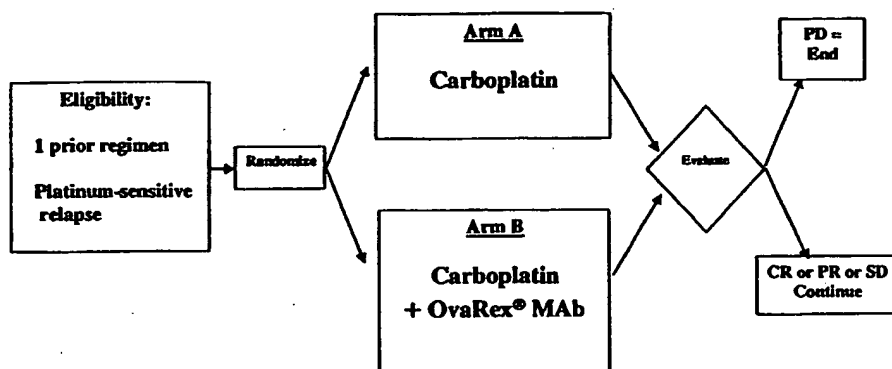 Eligibility:
1 prior regimen
Platinum-sensitive
relapse
Randomize
Arm A
Carboplatin
Arm B
Carboplatin
+ OvaRex® MAb
Evaluate
PD =
End
CR or PR or SD
Continue